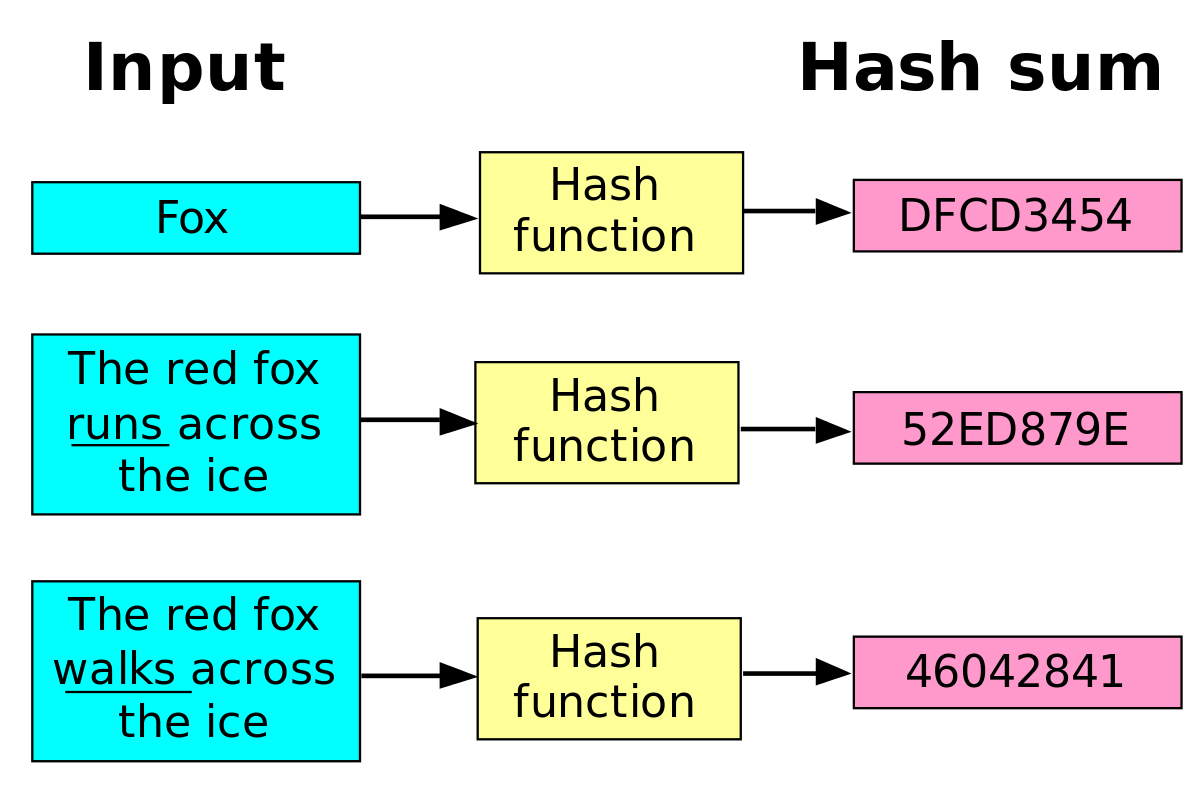 Input
Hash sum
Fox
Hash
function
DFCD3454
The red fox
runs across
the ice
Hash
function
52ED879E
The red fox
walks across
the ice
Hash
function
46042841